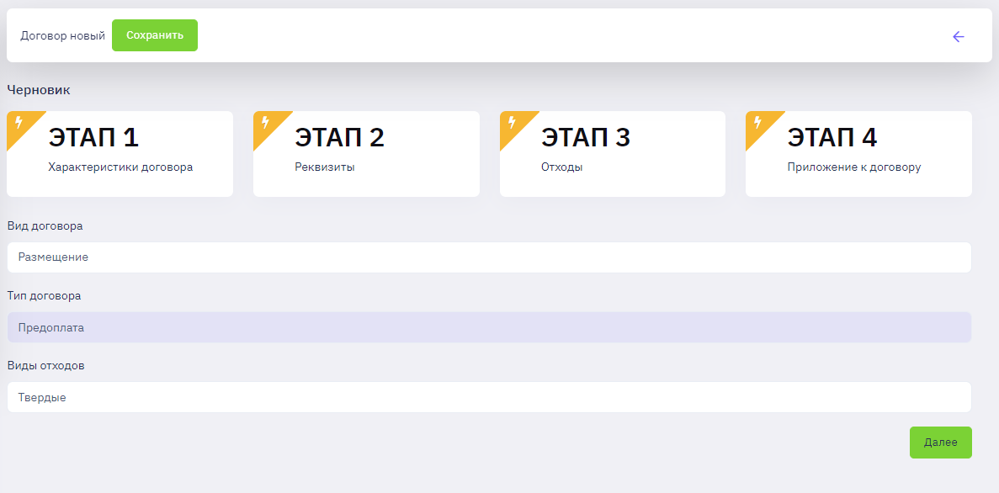 Договор новый Сохранить
Черновик
ЭТАП 1 ЭТАП 2 ЭТАП 3 ЭТАП 4
Характеристики договора Реквизиты Отходы Приложение к договору
Вид договора
Размещение
Тип договора
Предоплата
Виды отходов
Твердые
Далее